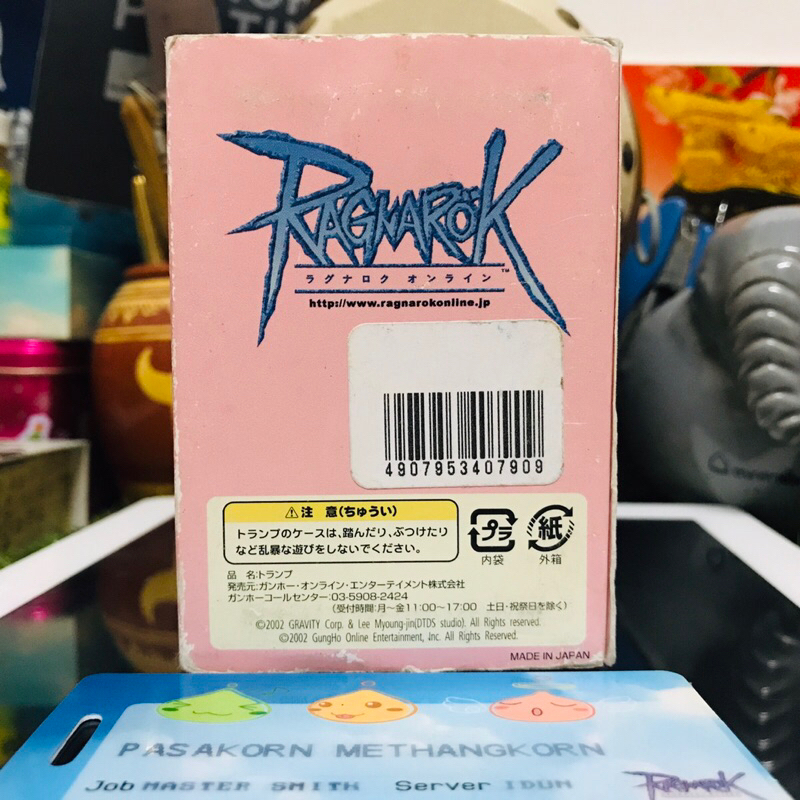 RAGNARÖK
ラグナロク オンライン™
http://www.ragnarokonline.jp
4907953407909
⚠注 意(ちゅうい)
トランプのケースは、踏んだり、ぶつけたり
など乱暴な遊びをしないでください。
プラ
内袋
紙
外箱
品 名:トランプ
発売元:ガンホー・オンライン・エンターテイメント株式会社
ガンホーコールセンター:03-5908-2424
(受付時間:月〜金11:00〜17:00 土日・祝祭日を除く)
©2002 GRAVITY Corp. & Lee Myoung-jin(DTDS studio). All Rights reserved.
©2002 GungHo Online Entertainment, Inc. All Rights Reserved.
MADE IN JAPAN
PASAKORN METHANGKORN
Job MASTER SMITH Server IDUN
RAGNARÖK